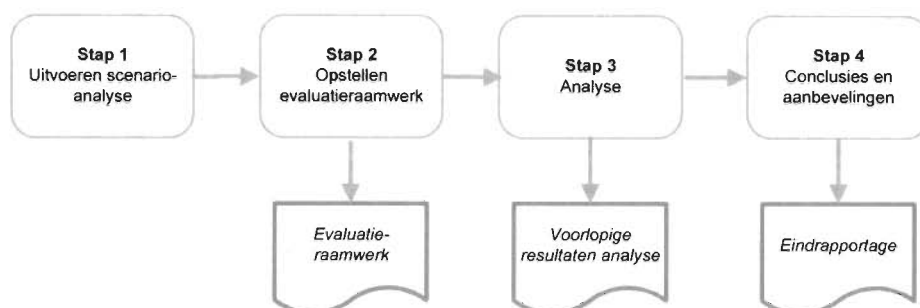 Stap 1
Uitvoeren scenario-
analyse
Stap 2
Opstellen
evaluatieraamwerk
Stap 3
Analyse
Stap 4
Conclusies en
aanbevelingen
Evaluatie-
raamwerk
Voorlopige
resultaten analyse
Eindrapportage